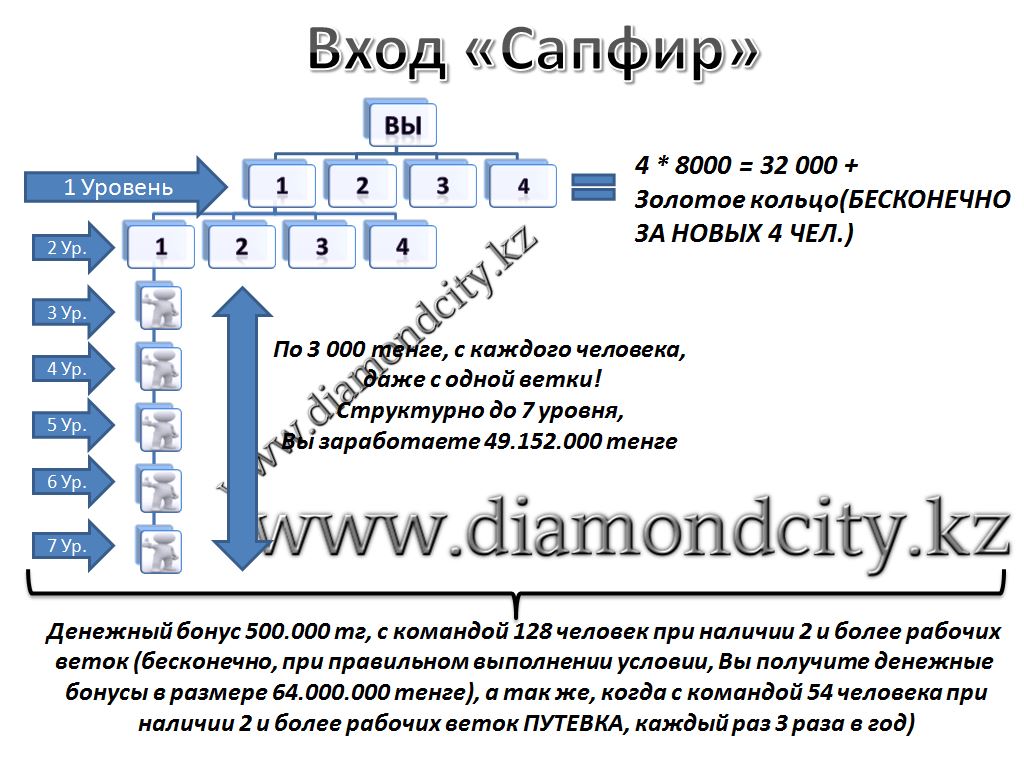 Вход «Сапфир»
ВЫ
1 Уровень
1 2 3 4
4 * 8000 = 32 000 +
Золотое кольцо(БЕСКОНЕЧНО
ЗА НОВЫХ 4 ЧЕЛ.)
2 Ур.
1 2 3 4
3 Ур.
4 Ур.
5 Ур.
6 Ур.
7 Ур.
www.diamondcity.kz
По 3 000 тенге, с каждого человека,
даже с одной ветки!
Структурно до 7 уровня,
Вы заработаете 49.152.000 тенге
www.diamondcity.kz
Денежный бонус 500.000 тг, с командой 128 человек при наличии 2 и более рабочих
веток (бесконечно, при правильном выполнении условии, Вы получите денежные
бонусы в размере 64.000.000 тенге), а так же, когда с командой 54 человека при
наличии 2 и более рабочих веток ПУТЕВКА, каждый раз 3 раза в год)